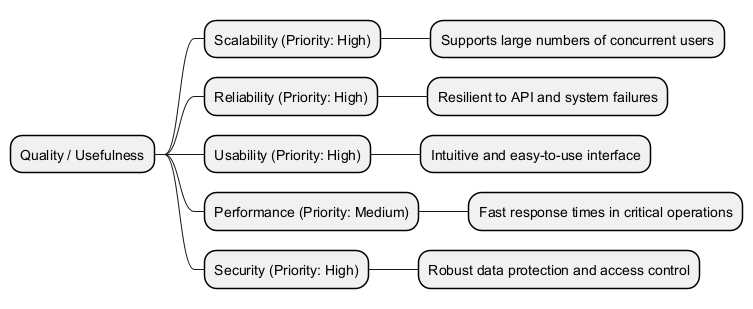 Quality / Usefulness
Scalability (Priority: High)
Supports large numbers of concurrent users
Reliability (Priority: High)
Resilient to API and system failures
Usability (Priority: High)
Intuitive and easy-to-use interface
Performance (Priority: Medium)
Fast response times in critical operations
Security (Priority: High)
Robust data protection and access control